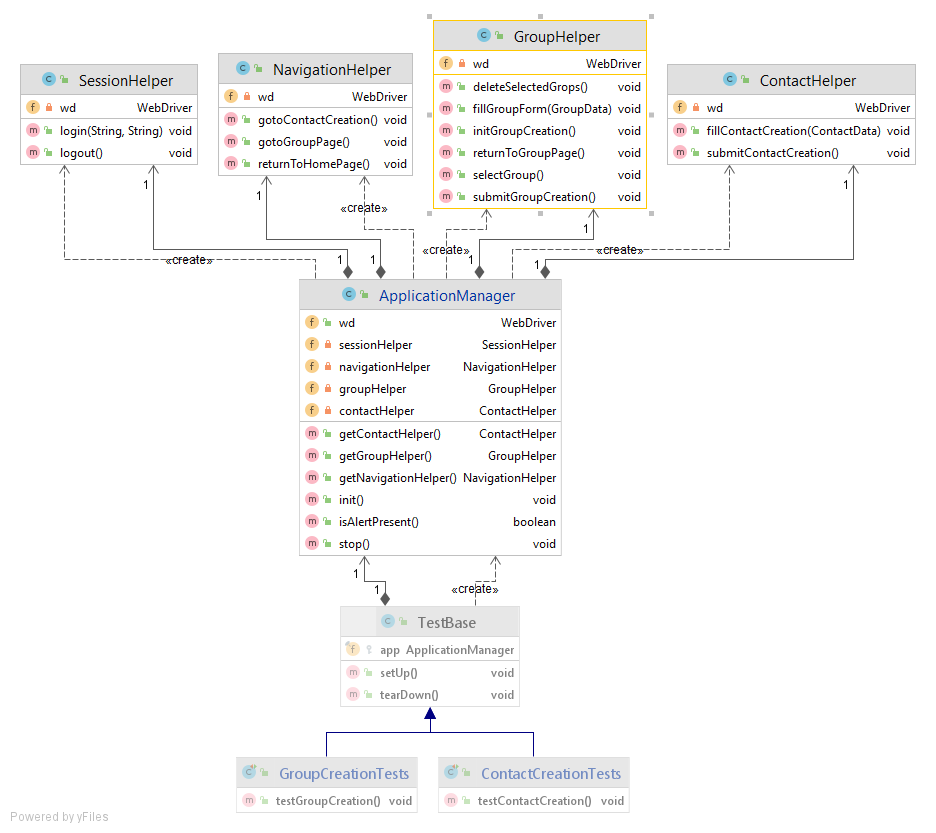 GroupHelper
wd WebDriver
deleteSelectedGrops() void
fillGroupForm(GroupData) void
initGroupCreation() void
returnToGroupPage() void
selectGroup() void
submitGroupCreation() void
NavigationHelper
wd WebDriver
gotoContactCreation() void
gotoGroupPage() void
returnToHomePage() void
SessionHelper
wd WebDriver
login(String, String) void
logout() void
ContactHelper
wd WebDriver
fillContactCreation(ContactData) void
submitContactCreation() void
1
1
1
1
«create»
«create»
«create»
«create»
1
1
1
1
ApplicationManager
wd WebDriver
sessionHelper SessionHelper
navigationHelper NavigationHelper
groupHelper GroupHelper
contactHelper ContactHelper
getContactHelper() ContactHelper
getGroupHelper() GroupHelper
getNavigationHelper() NavigationHelper
init() void
isAlertPresent() boolean
stop() void
1
1
«create»
TestBase
app ApplicationManager
setUp() void
tearDown() void
GroupCreationTests
testGroupCreation() void
ContactCreationTests
testContactCreation() void
Powered by yFiles